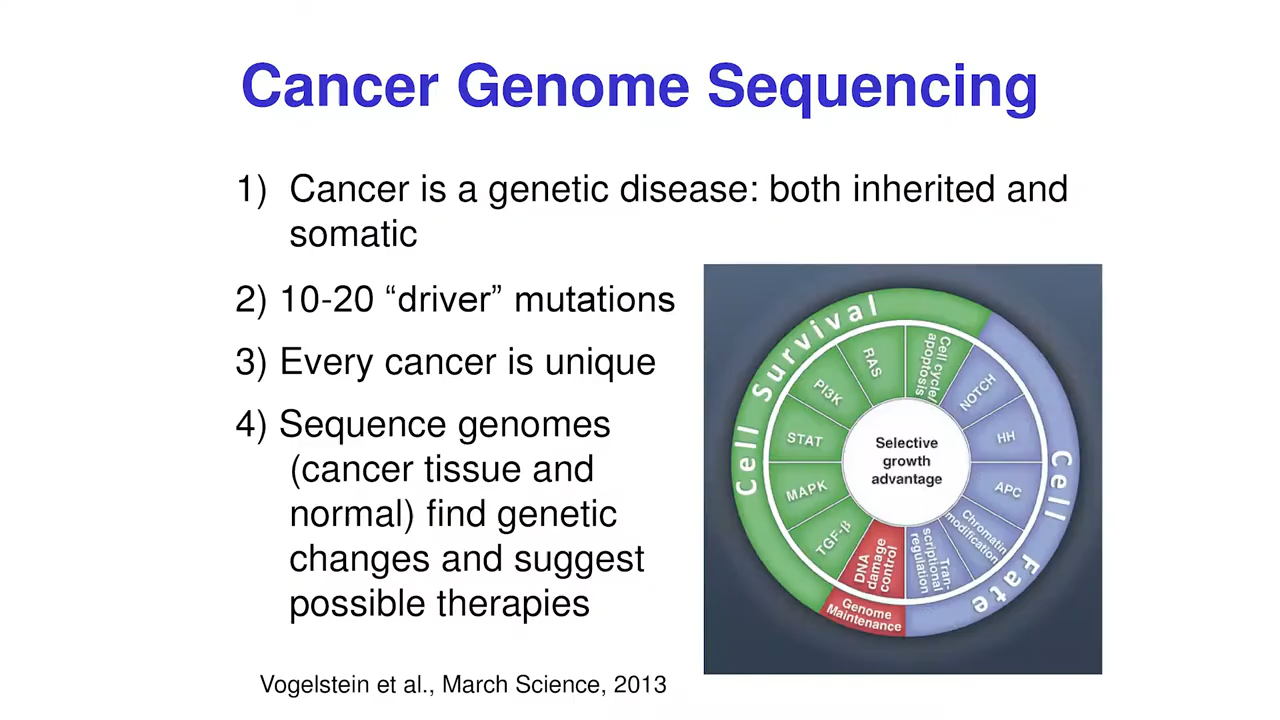 Cancer Genome Sequencing
1) Cancer is a genetic disease: both inherited and
somatic
2) 10-20 “driver” mutations
3) Every cancer is unique
4) Sequence genomes
(cancer tissue and
normal) find genetic
changes and suggest
possible therapies
Vogelstein et al., March Science, 2013
Cell Survival
Cell Fate
Genome
Maintenance
Selective
growth
advantage
Cell cycle/
apoptosis
NOTCH
HH
APC
Chromatin
modification
Tran-
scriptional
regulation
DNA
damage
control
TGF-β
MAPK
STAT
PI3K
RAS